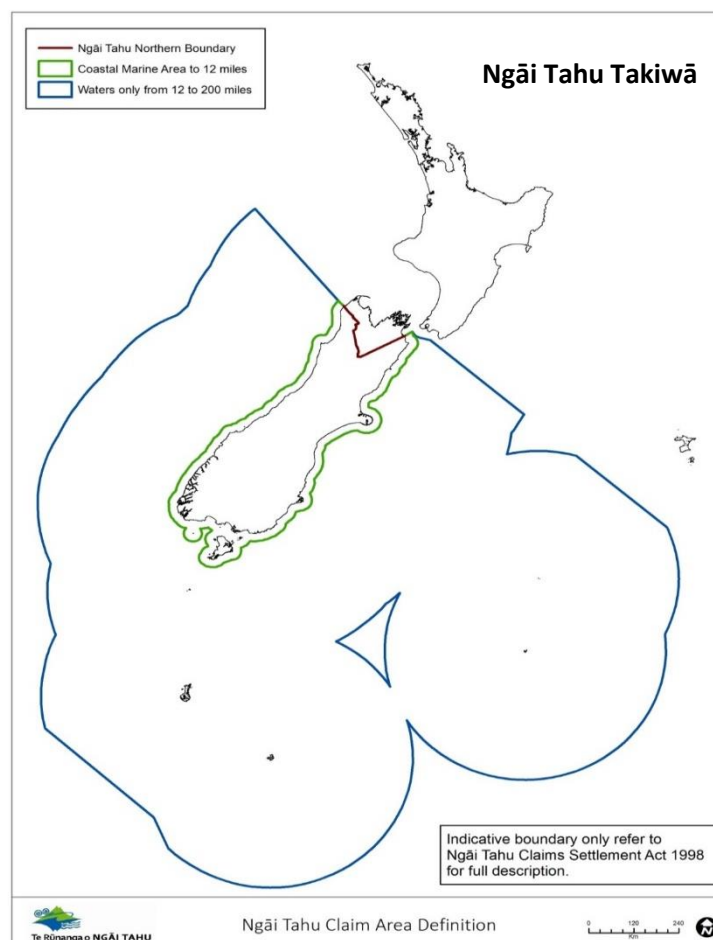 Ngāi Tahu Northern Boundary
Coastal Marine Area to 12 miles
Waters only from 12 to 200 miles
Ngāi Tahu Takiwā
Indicative boundary only refer to
Ngāi Tahu Claims Settlement Act 1998
for full description.
Te Rūnanga o NGĀI TAHU
Ngāi Tahu Claim Area Definition
0 120 240
Km